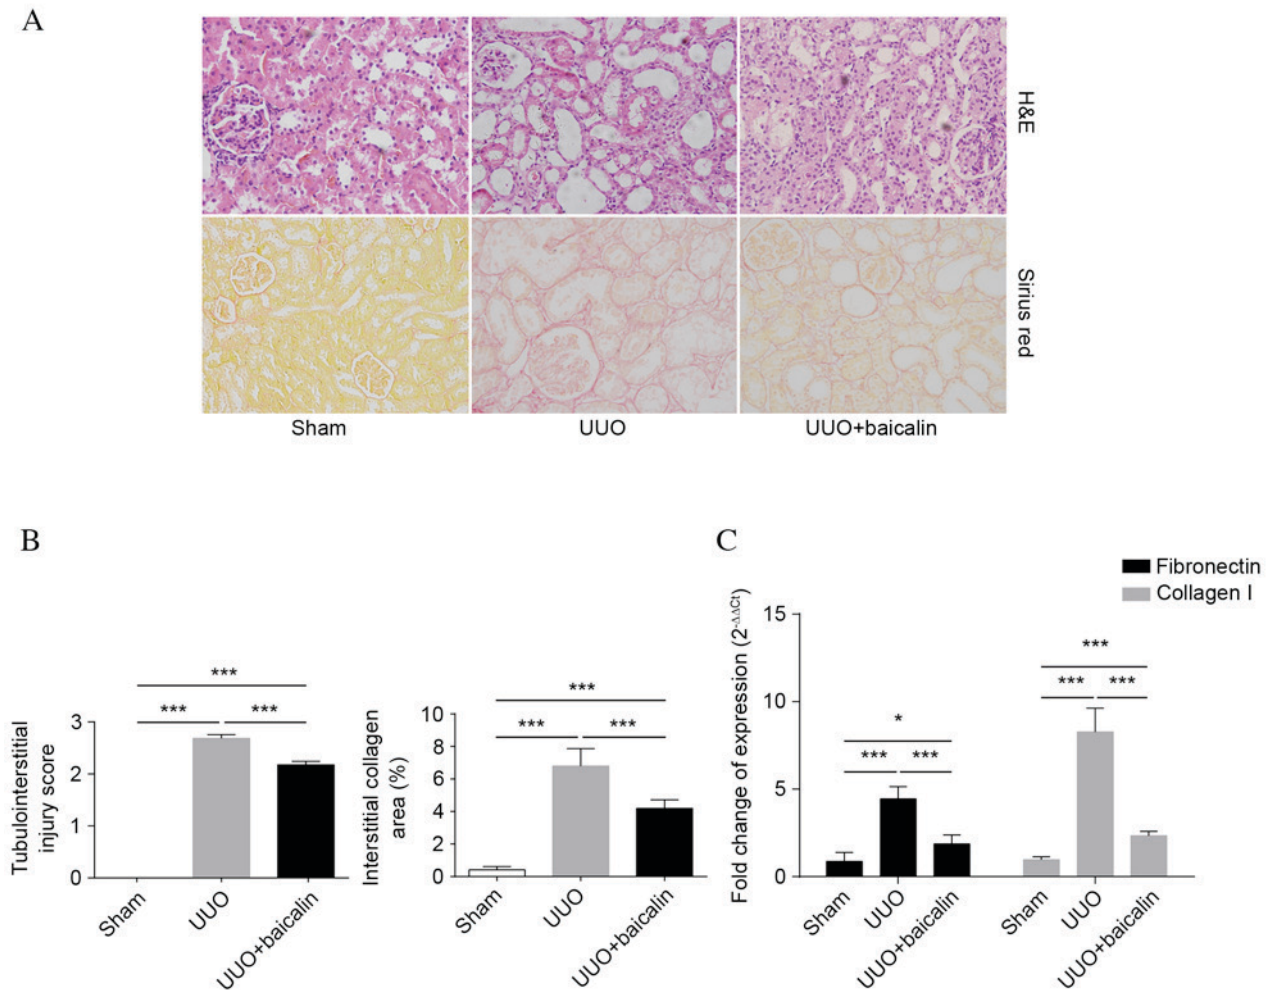 A
H&E
Sirius red
Sham
UUO
UUO+baicalin
B
Tubulointerstitial
injury score
3
2
1
0
***
***
***
Sham
UUO
UUO+baicalin
Interstitial collagen
area (%)
10
8
6
4
2
0
***
***
***
Sham
UUO
UUO+baicalin
C
Fibronectin
Collagen I
Fold change of expression (2-ΔΔCt)
15
10
5
0
*
***
***
***
***
***
Sham
UUO
UUO+baicalin
Sham
UUO
UUO+baicalin